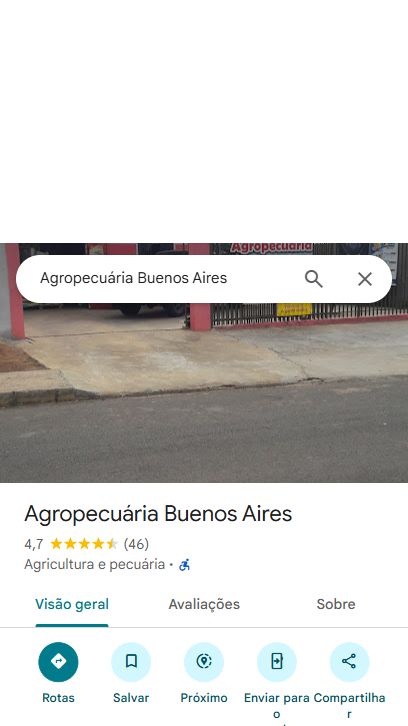 Agropecuária
Agropecuária Buenos Aires
Agropecuária Buenos Aires
4,7 (46)
Agricultura e pecuária •
Visão geral Avaliações Sobre
Rotas Salvar Próximo Enviar para o Compartilhar